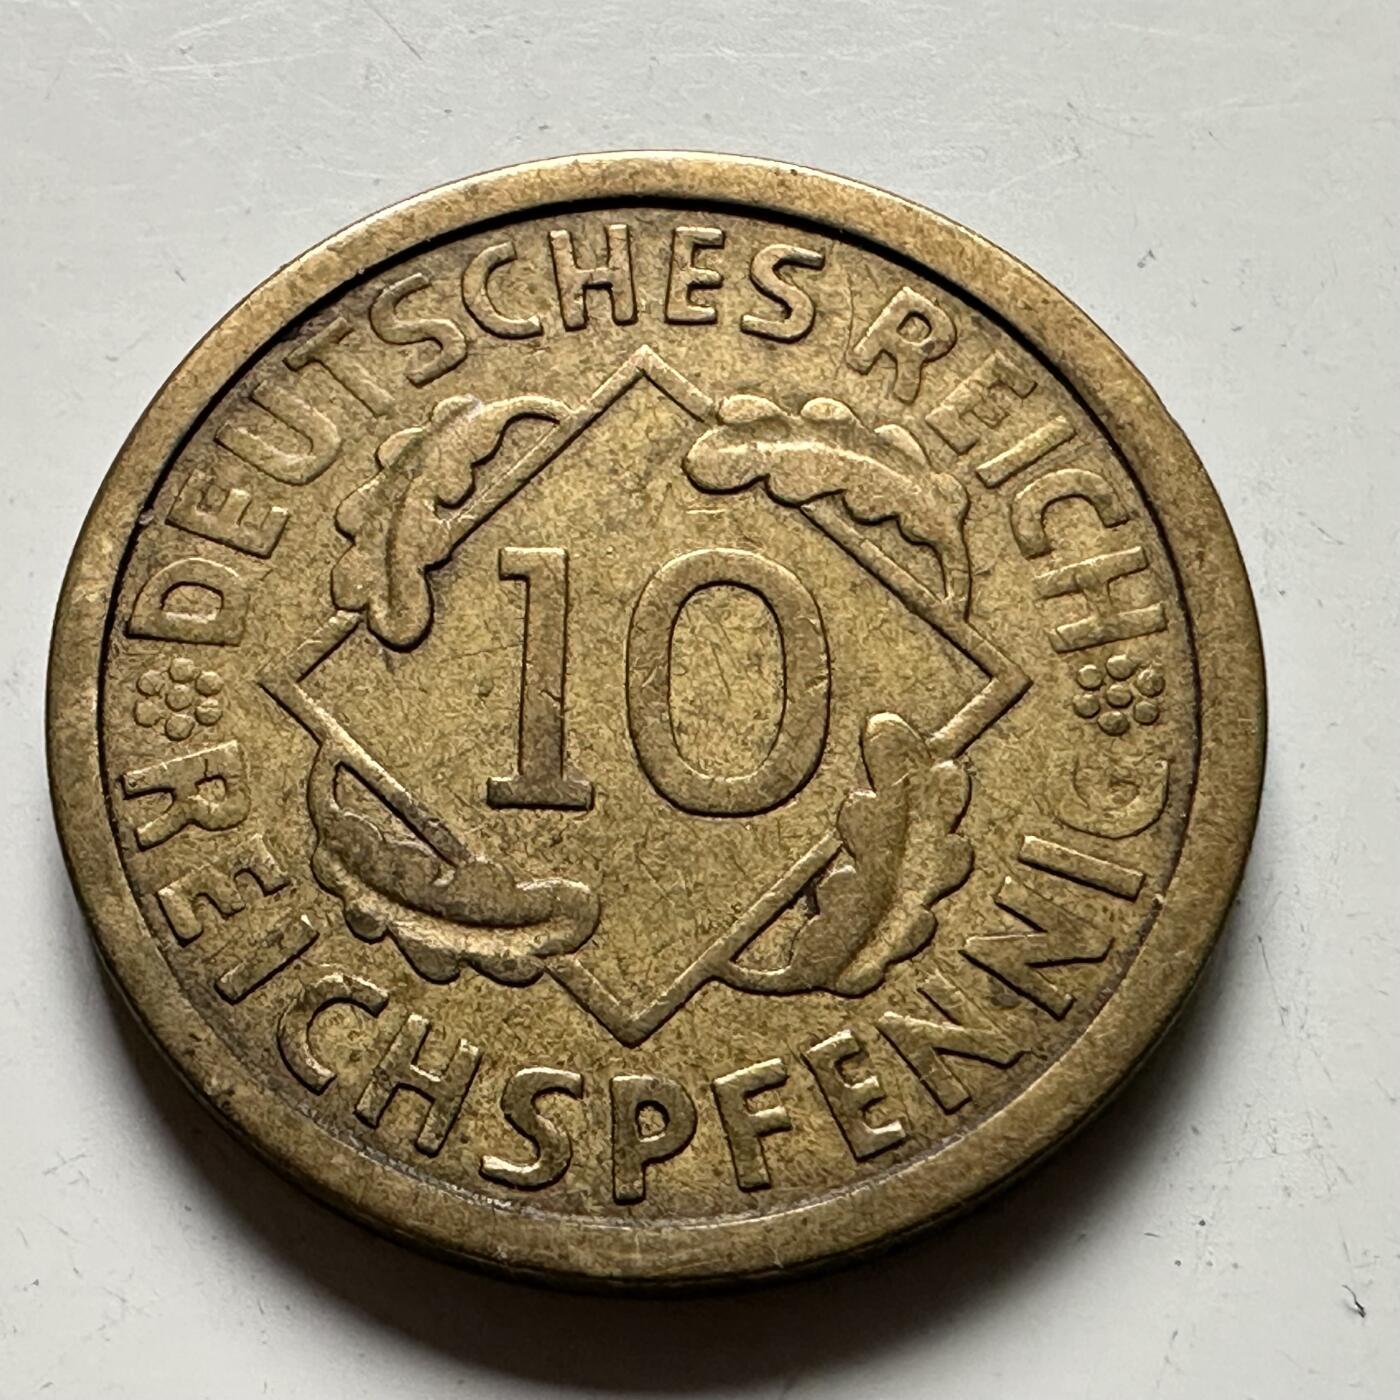 DEUTSCHES REICH
10
REICHSPFENNIG